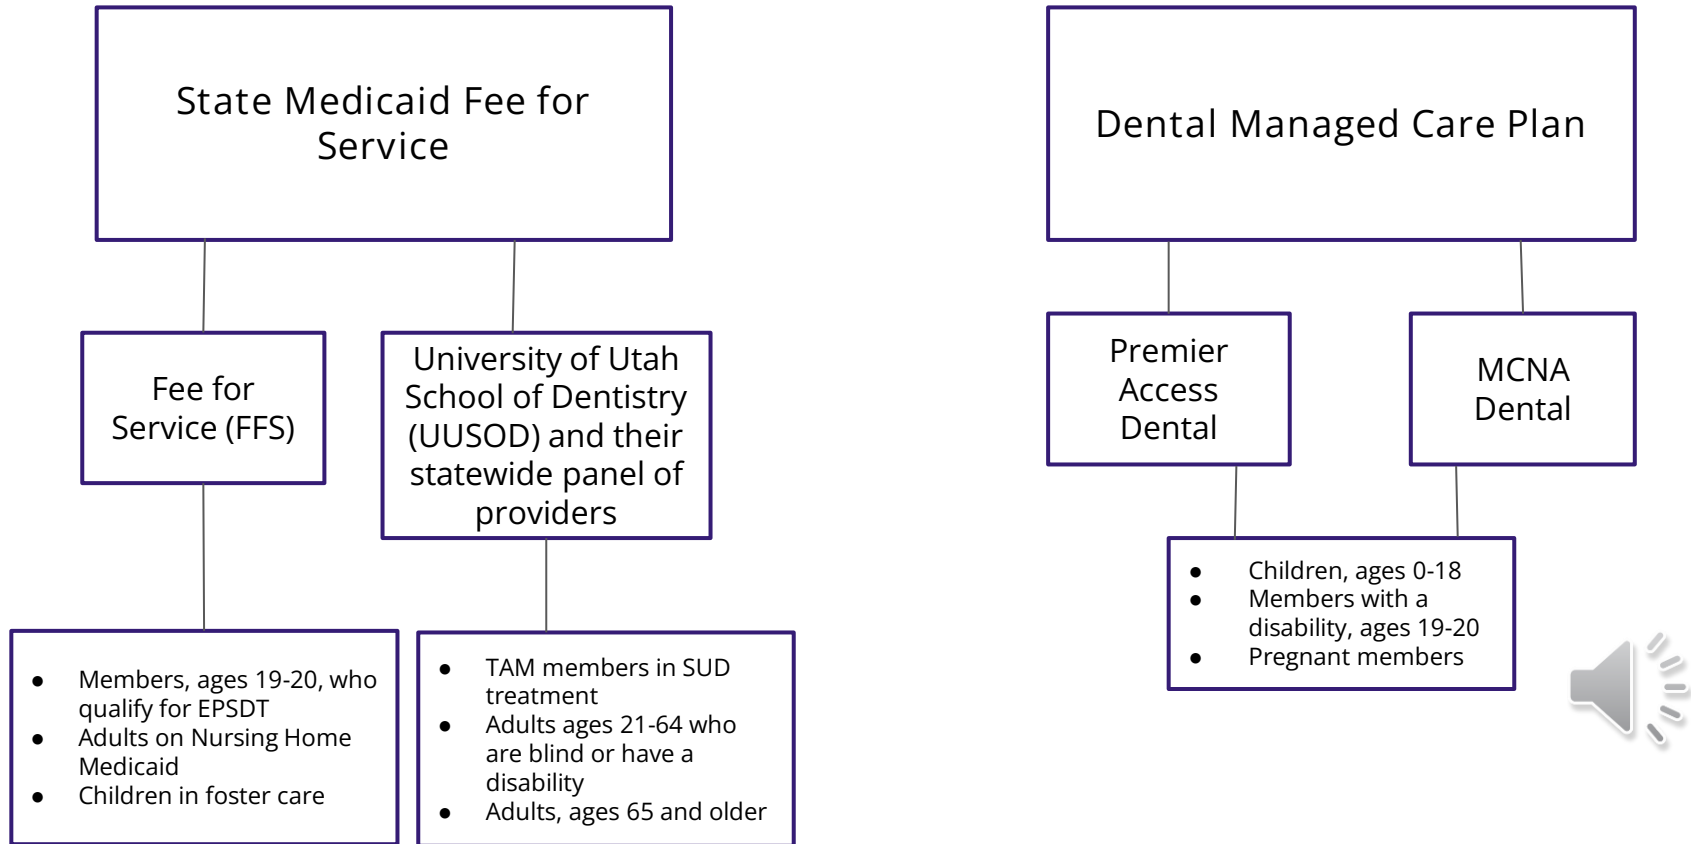 State Medicaid Fee for
Service
Dental Managed Care Plan
Fee for
Service (FFS)
University of Utah
School of Dentistry
(UUSOD) and their
statewide panel of
providers
Premier
Access
Dental
MCNA
Dental
● Members, ages 19-20, who
qualify for EPSDT
● Adults on Nursing Home
Medicaid
● Children in foster care
● TAM members in SUD
treatment
● Adults ages 21-64 who
are blind or have a
disability
● Adults, ages 65 and older
● Children, ages 0-18
● Members with a
disability, ages 19-20
● Pregnant members